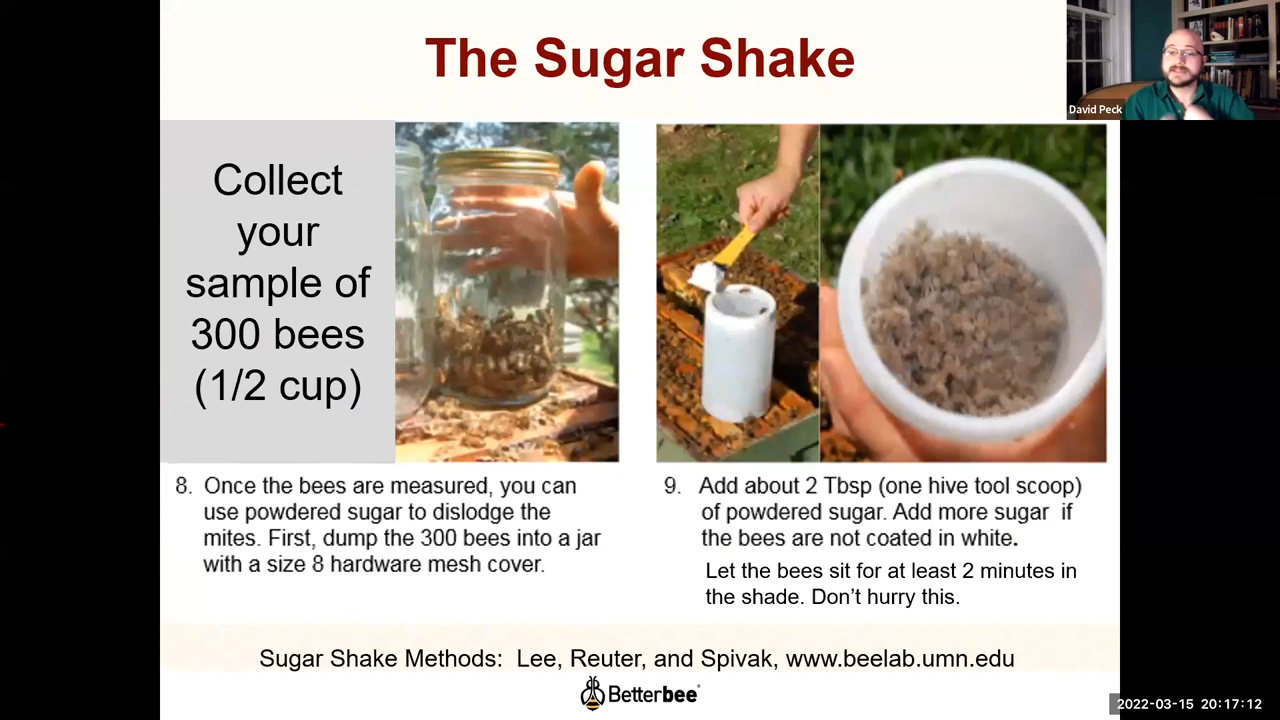 The Sugar Shake
David Peck
Collect
your
sample of
300 bees
(1/2 cup)
8. Once the bees are measured, you can
use powdered sugar to dislodge the
mites. First, dump the 300 bees into a jar
with a size 8 hardware mesh cover.
9. Add about 2 Tbsp (one hive tool scoop)
of powdered sugar. Add more sugar if
the bees are not coated in white.
Let the bees sit for at least 2 minutes in
the shade. Don't hurry this.
Sugar Shake Methods: Lee, Reuter, and Spivak, www.beelab.umn.edu
Betterbee
2022-03-15 20:17:12